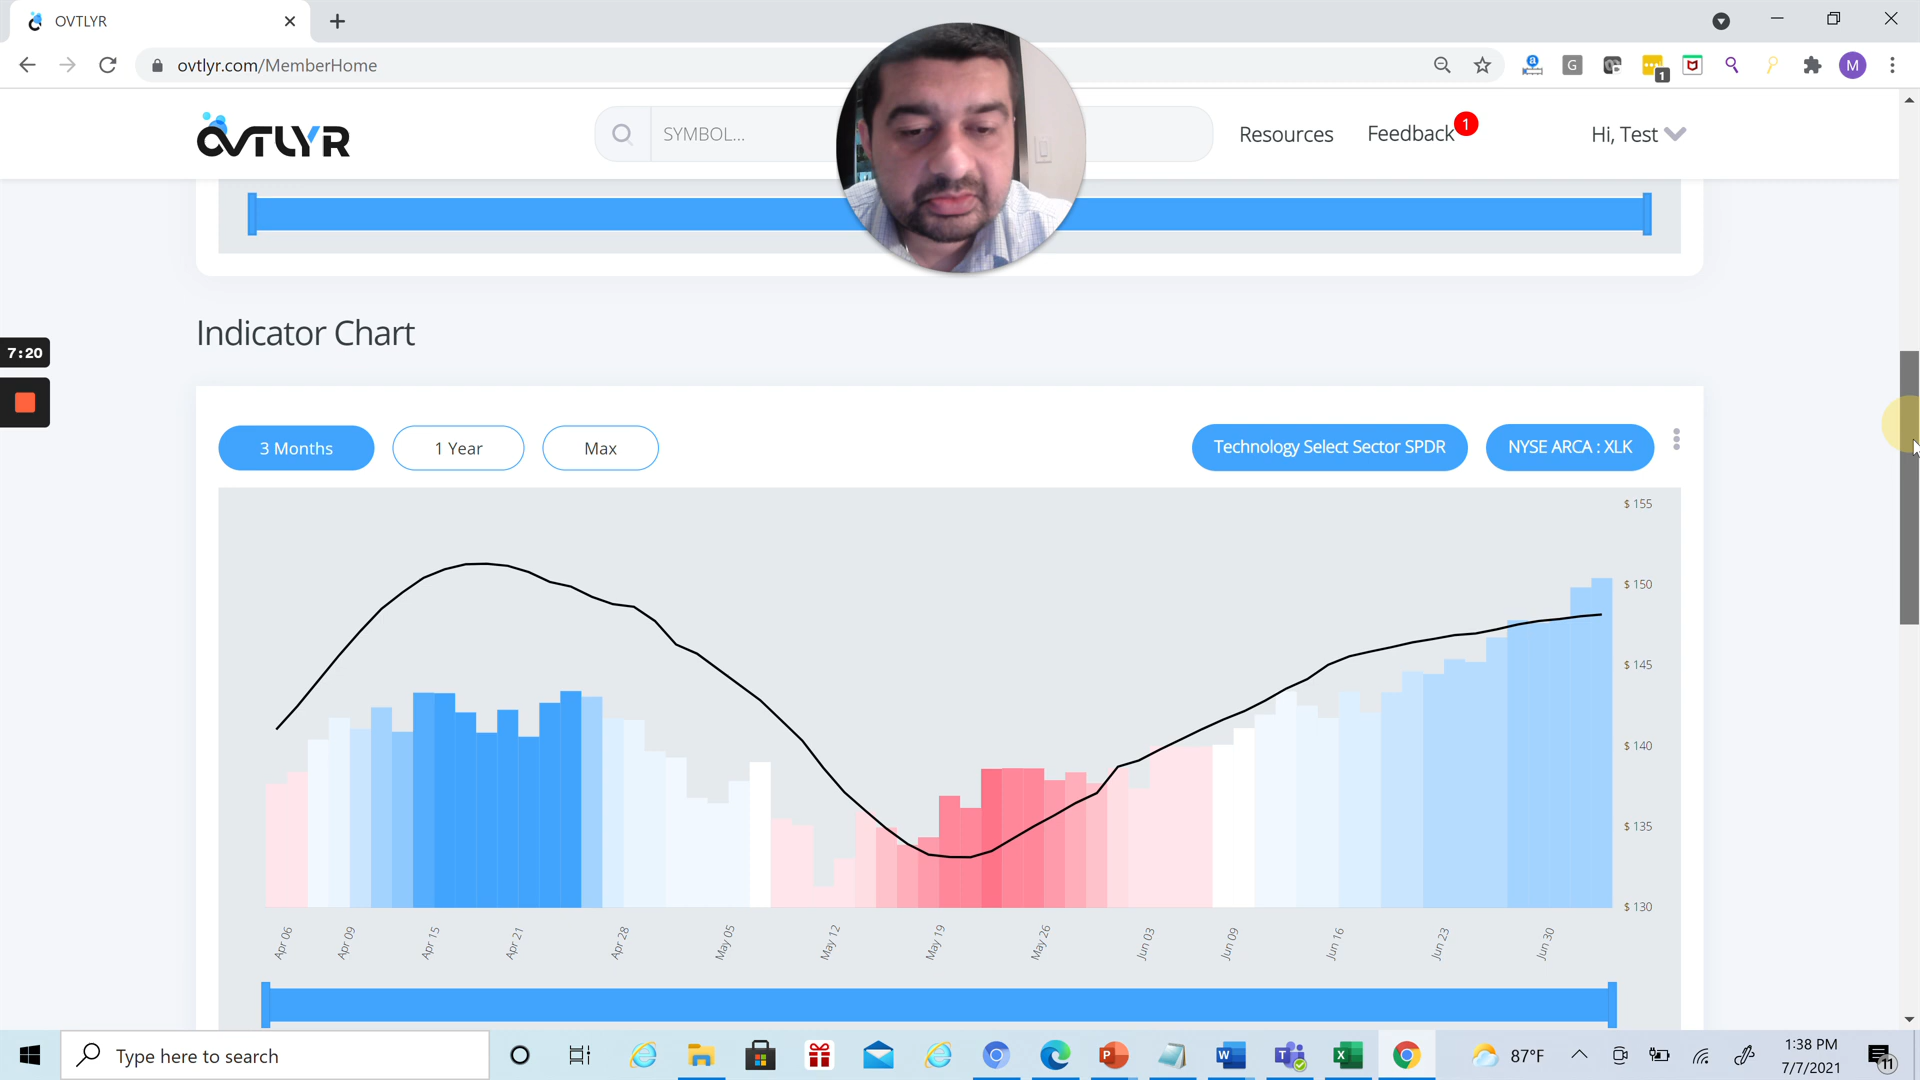 OVTLYR
ovtlyr.com/MemberHome
G
1
M
OVTLYR
SYMBOL...
Resources
Feedback
1
Hi, Test
Indicator Chart
7:20
3 Months
1 Year
Max
Technology Select Sector SPDR
NYSE ARCA : XLK
$ 155
$ 150
$ 145
$ 140
$ 135
$ 130
Apr 06
Apr 09
Apr 15
Apr 21
Apr 28
May 05
May 12
May 19
May 26
Jun 03
Jun 09
Jun 16
Jun 23
Jun 30
Type here to search
87°F
1:38 PM
7/7/2021
11